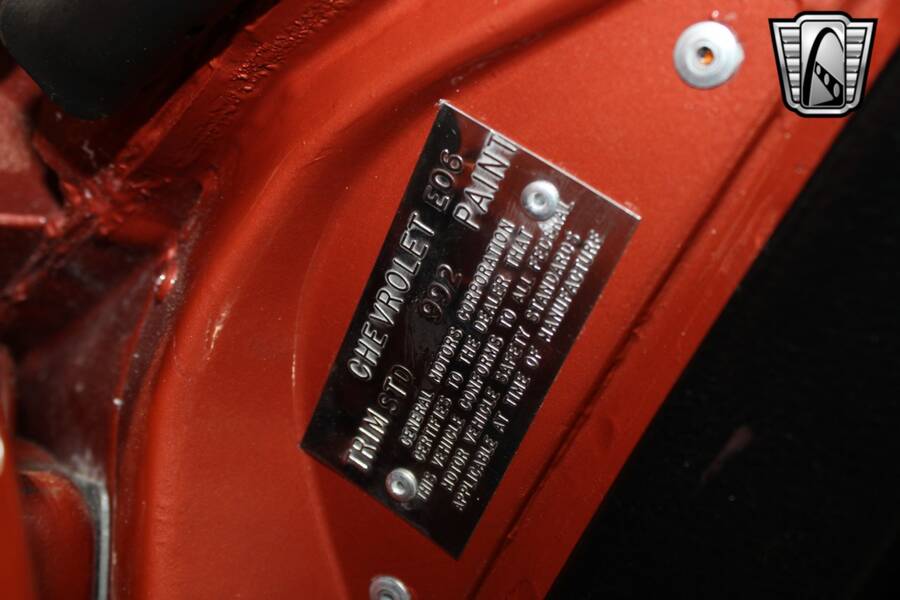 CHEVROLET E06
TRIM STD 992 PAINT
GENERAL MOTORS CORPORATION
CERTIFIES TO THE DEALER THAT
THIS VEHICLE CONFORMS TO ALL FEDERAL
MOTOR VEHICLE SAFETY STANDARDS
APPLICABLE AT TIME OF MANUFACTURE